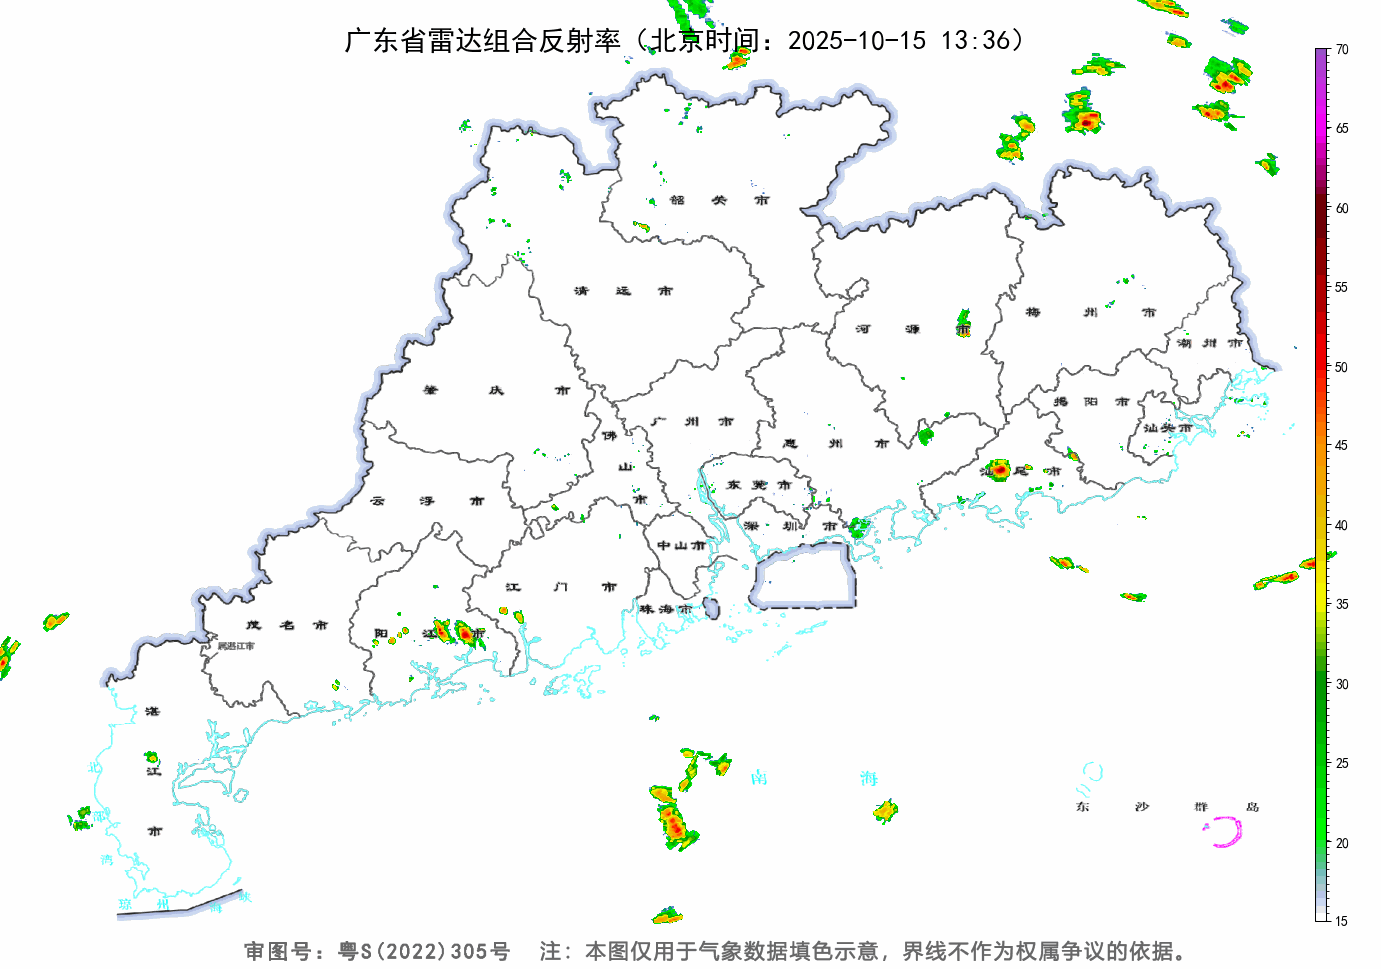 广东省雷达组合反射率（北京时间：2025-10-15 13:36）
70
65
60
55
50
45
40
35
30
25
20
15
韶 关 市
清 远 市
河 源 市
梅 州 市
潮 州 市
肇 庆 市
广 州 市
佛 山 市
惠 州 市
揭 阳 市
汕头市
汕 尾 市
东 莞 市
深 圳 市
云 浮 市
中山市
江 门 市
珠海市
茂 名 市
属湛江市
阳 江 市
湛 江 市
北 部 湾
南 海
东 沙 群 岛
琼 州 海 峡
审图号：粤S(2022)305号 注：本图仅用于气象数据填色示意，界线不作为权属争议的依据。